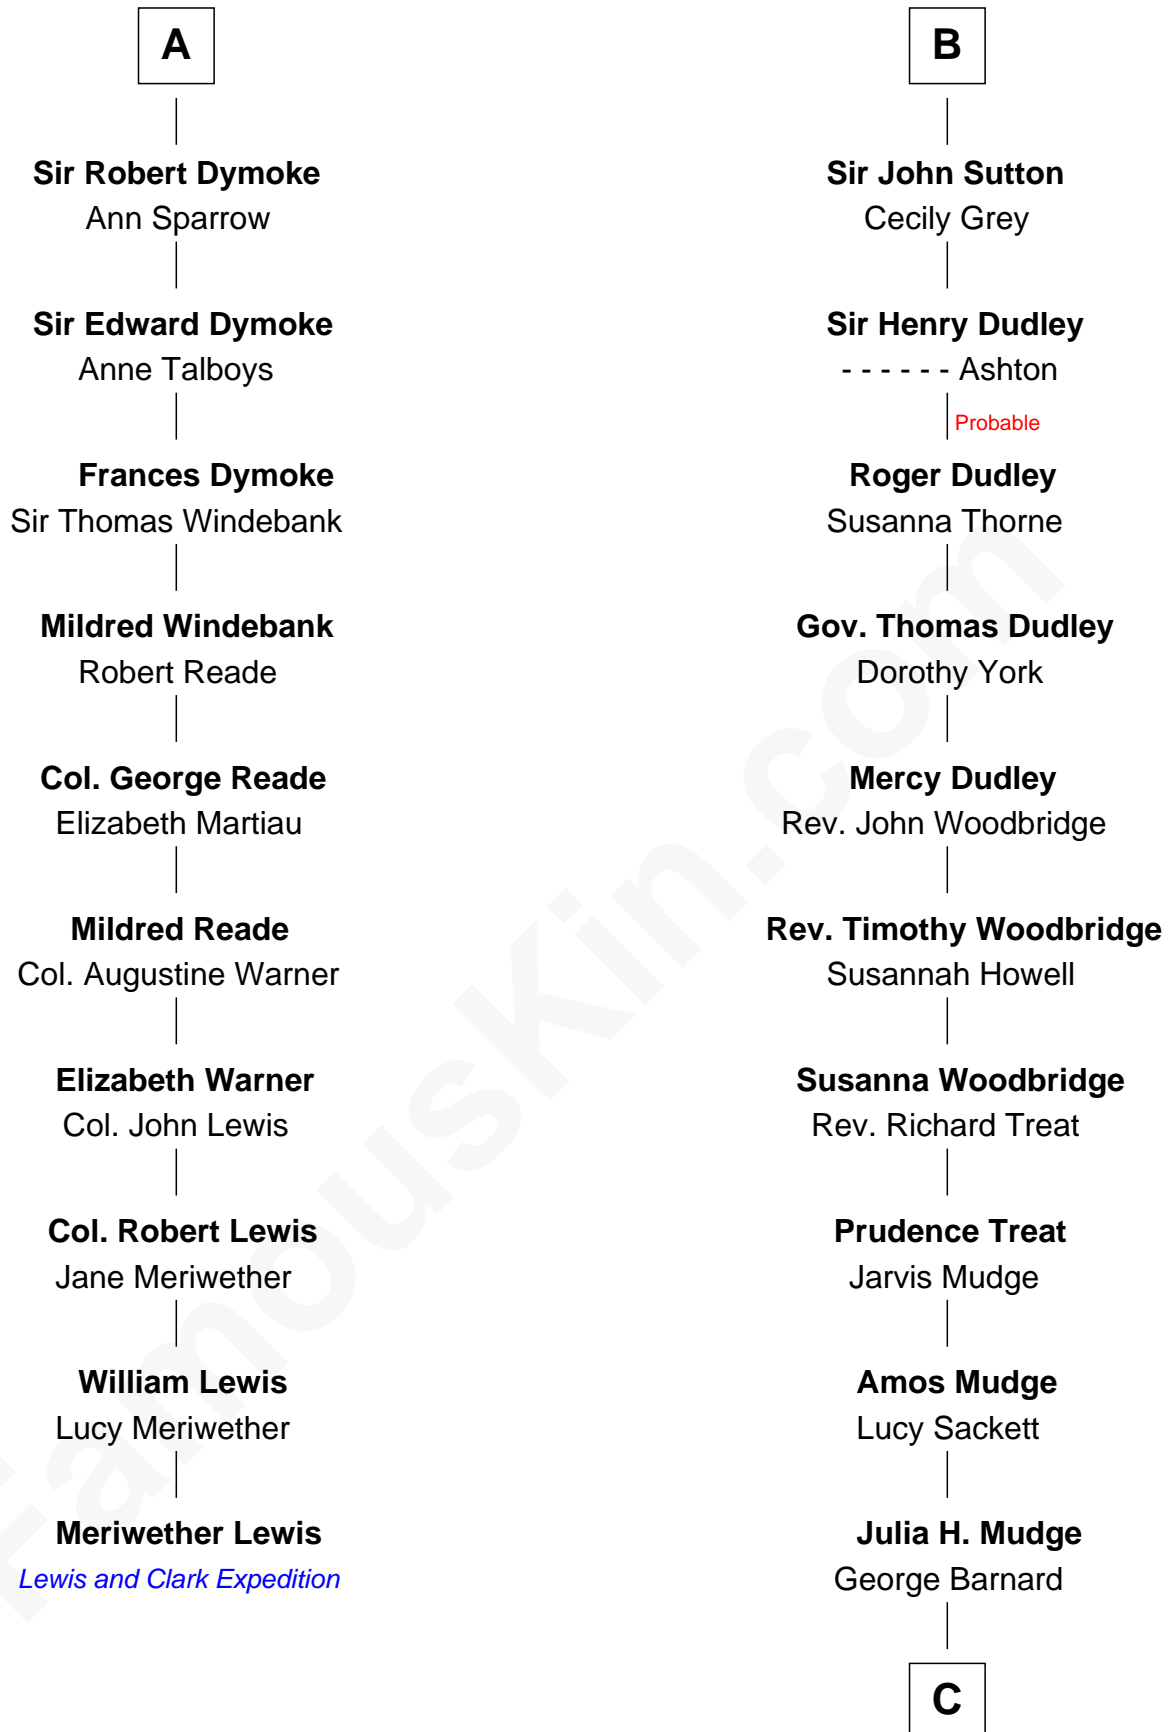 A
Sir Robert Dymoke
Ann Sparrow
Sir Edward Dymoke
Anne Talboys
Frances Dymoke
Sir Thomas Windebank
Mildred Windebank
Robert Reade
Col. George Reade
Elizabeth Martiau
Mildred Reade
Col. Augustine Warner
Elizabeth Warner
Col. John Lewis
Col. Robert Lewis
Jane Meriwether
William Lewis
Lucy Meriwether
Meriwether Lewis
Lewis and Clark Expedition
B
Sir John Sutton
Cecily Grey
Sir Henry Dudley
- - - - - - Ashton
Probable
Roger Dudley
Susanna Thorne
Gov. Thomas Dudley
Dorothy York
Mercy Dudley
Rev. John Woodbridge
Rev. Timothy Woodbridge
Susannah Howell
Susanna Woodbridge
Rev. Richard Treat
Prudence Treat
Jarvis Mudge
Amos Mudge
Lucy Sackett
Julia H. Mudge
George Barnard
C
FamousKin.com